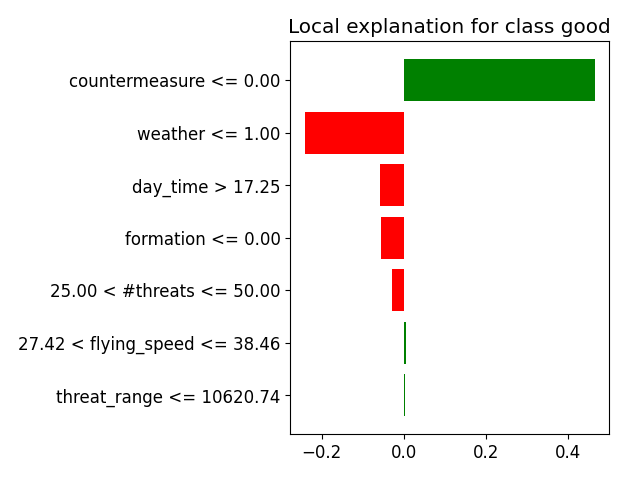 Local explanation for class good
countermeasure <= 0.00
weather <= 1.00
day_time > 17.25
formation <= 0.00
25.00 < #threats <= 50.00
27.42 < flying_speed <= 38.46
threat_range <= 10620.74
−0.2 0.0 0.2 0.4